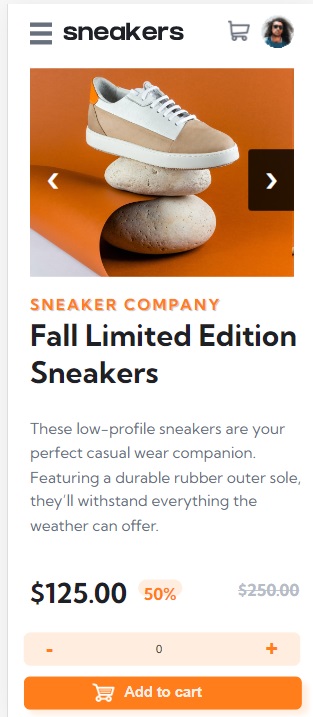 sneakers
SNEAKER COMPANY
Fall Limited Edition
Sneakers
These low-profile sneakers are your
perfect casual wear companion.
Featuring a durable rubber outer sole,
they'll withstand everything the
weather can offer.
$125.00 50% $250.00
- 0 +
Add to cart